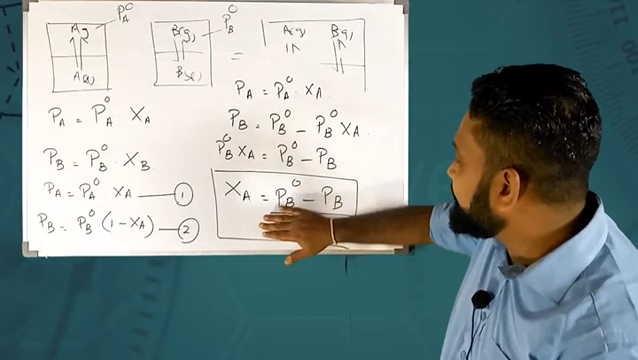 Ag
P_A^0
A(l)
B(g)
P_B^0
B(l)
=
A(g)
B(g)
P_A = P_A^0 · X_A
P_B = P_B^0 · X_B
P_A = P_A^0 X_A — 1
P_B = P_B^0 (1 - X_A) — 2
P_A = P_A^0 · X_A
P_B = P_B^0 - P_B^0 X_A
P_B^0 X_A = P_B^0 - P_B
X_A = P_B^0 - P_B